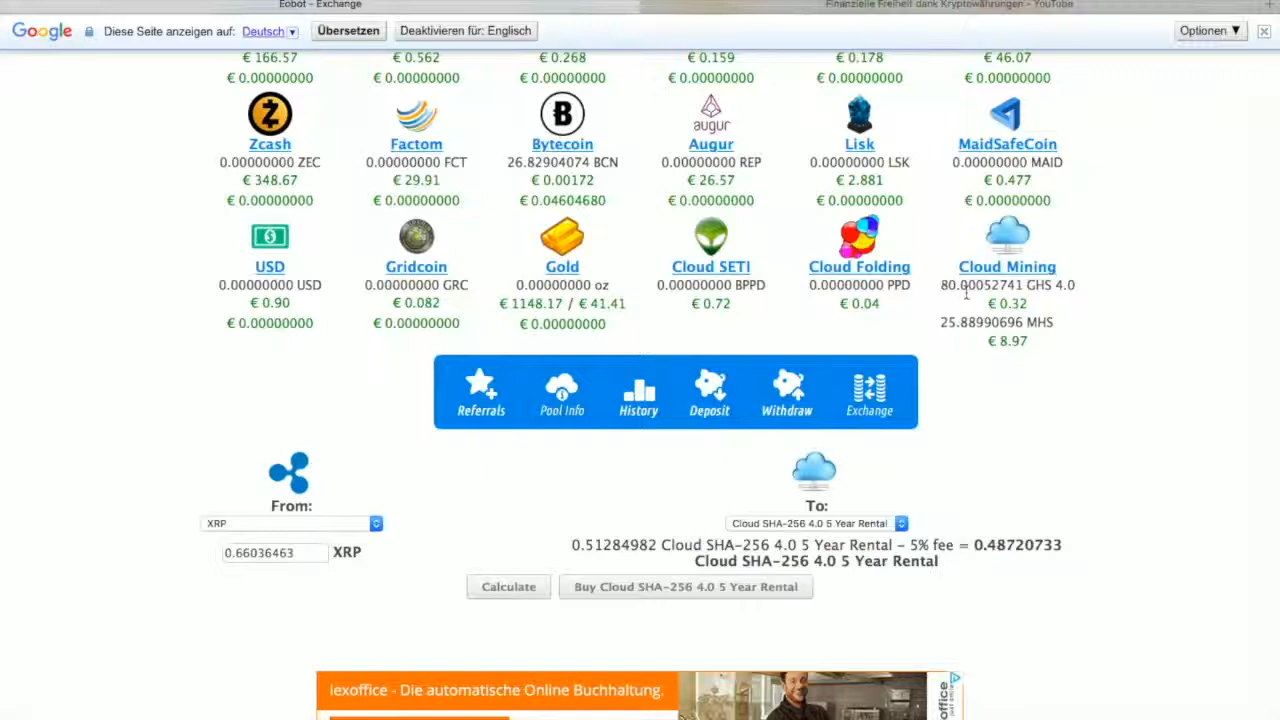 Eobot - Exchange
Finanzielle Freiheit dank Kryptowährungen - YouTube
Google Diese Seite anzeigen auf: Deutsch Übersetzen Deaktivieren für: Englisch Optionen ▼
€ 166.57 € 0.562 € 0.268 € 0.159 € 0.178 € 46.07
€ 0.00000000 € 0.00000000 € 0.00000000 € 0.00000000 € 0.00000000 € 0.00000000
augur
Zcash Factom Bytecoin Augur Lisk MaidSafeCoin
0.00000000 ZEC 0.00000000 FCT 26.82904074 BCN 0.00000000 REP 0.00000000 LSK 0.00000000 MAID
€ 348.67 € 29.91 € 0.00172 € 26.57 € 2.881 € 0.477
€ 0.00000000 € 0.00000000 € 0.04604680 € 0.00000000 € 0.00000000 € 0.00000000
USD Gridcoin Gold Cloud SETI Cloud Folding Cloud Mining
0.00000000 USD 0.00000000 GRC 0.00000000 oz 0.00000000 BPPD 0.00000000 PPD 80.00052741 GHS 4.0
€ 0.90 € 0.082 € 1148.17 / € 41.41 € 0.72 € 0.04 € 0.32
€ 0.00000000 € 0.00000000 € 0.00000000 25.88990696 MHS
€ 8.97
Referrals Pool Info History Deposit Withdraw Exchange
From: To:
XRP Cloud SHA-256 4.0 5 Year Rental
0.66036463 XRP 0.51284982 Cloud SHA-256 4.0 5 Year Rental - 5% fee = 0.48720733
Cloud SHA-256 4.0 5 Year Rental
Calculate Buy Cloud SHA-256 4.0 5 Year Rental
lexoffice - Die automatische Online Buchhaltung.
office